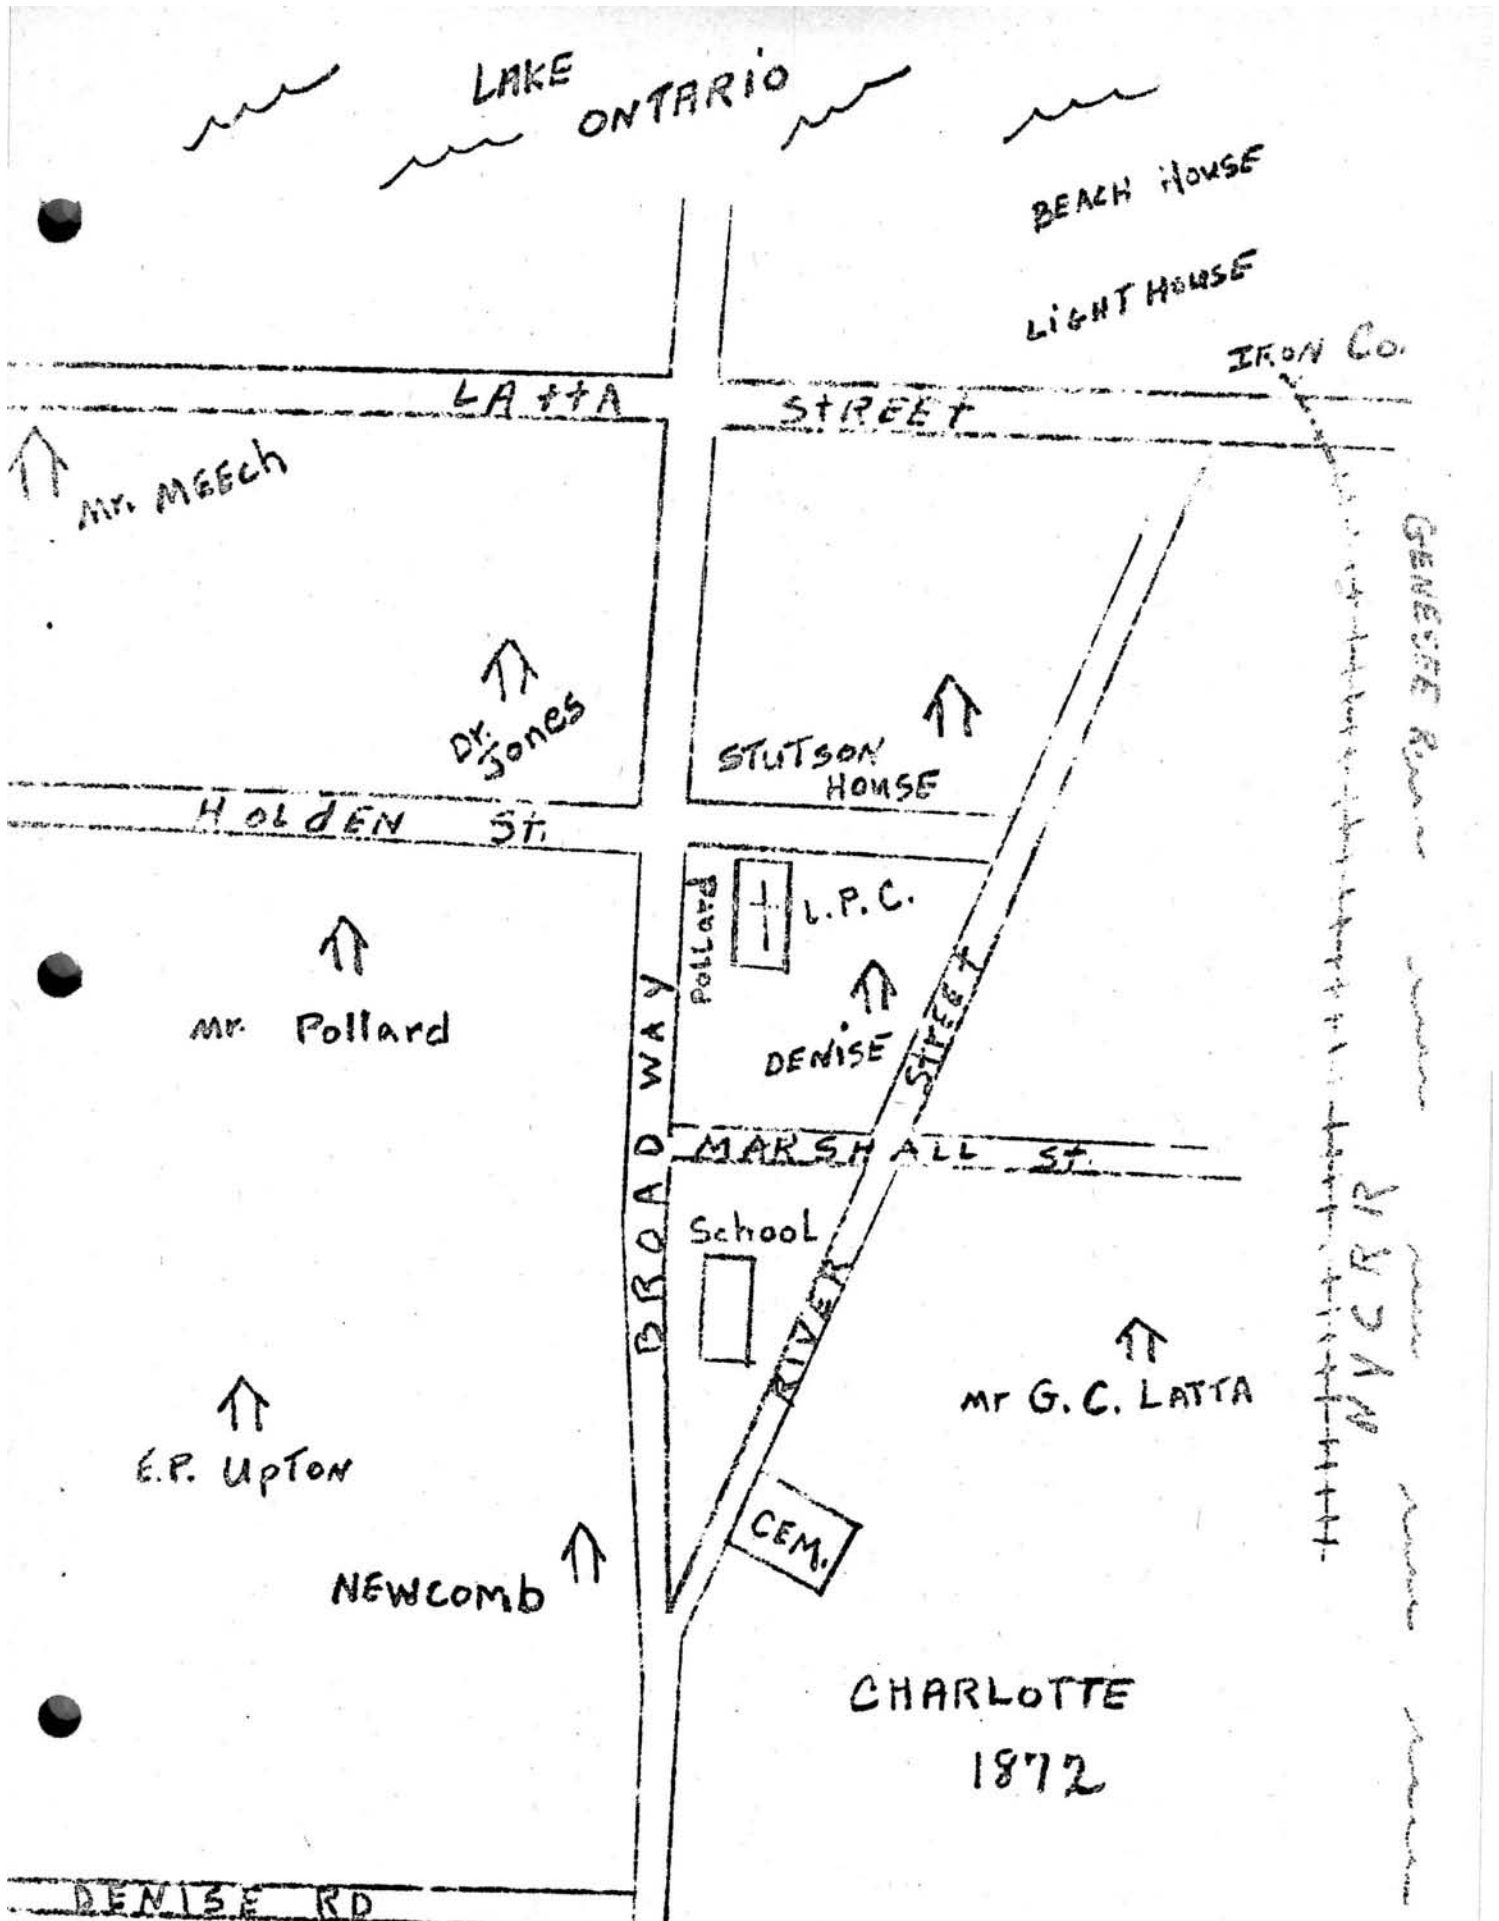 LAKE
ONTARIO
BEACH HOUSE
LIGHT HOUSE
IRON Co.
LAttA STREEt
Mr. MEECh
GENESEE
Dr. Jones
STUTSON
HOUSE
HOLdEN St.
PoLLard
L.P.C.
Mr. Pollard
DENiSE
BROADWAY
MARSHALL St.
School
RIVER StrEEt
NYCRR
Mr G. C. LATTA
E.P. UpTON
CEM.
NEWcomb
CHARLOTTE
1872
DENISE RD